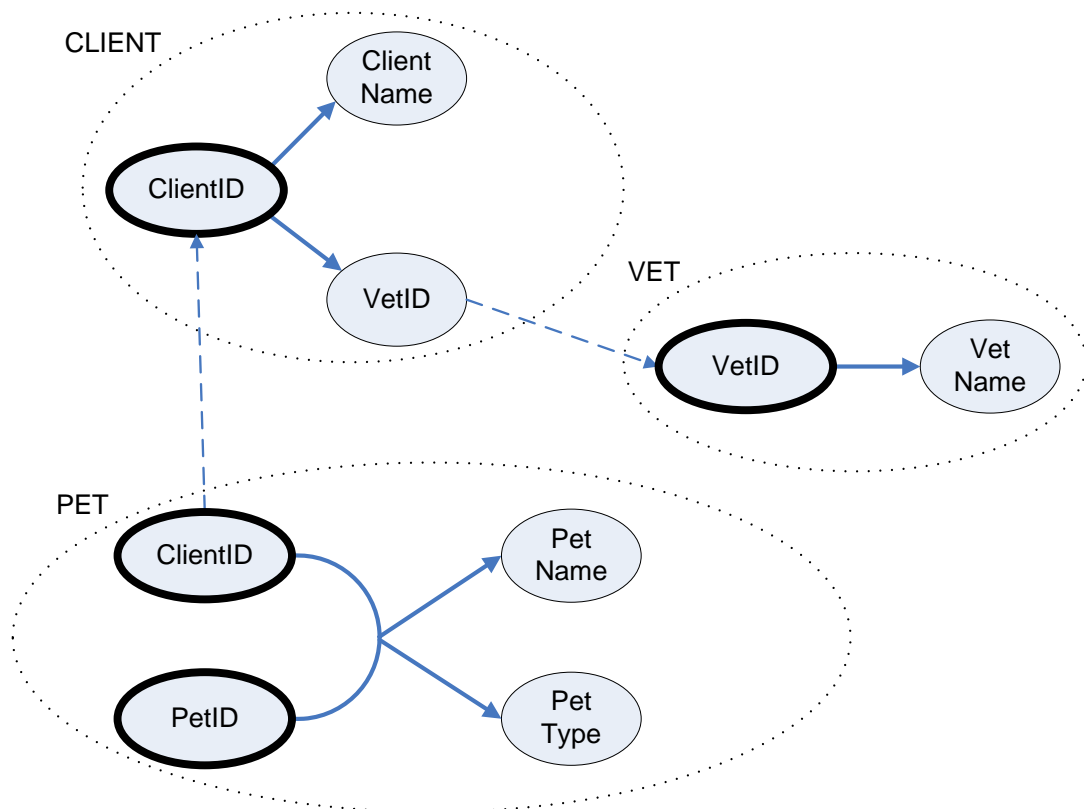 CLIENT
Client
Name
ClientID
VetID
VET
VetID
Vet
Name
PET
ClientID
Pet
Name
PetID
Pet
Type